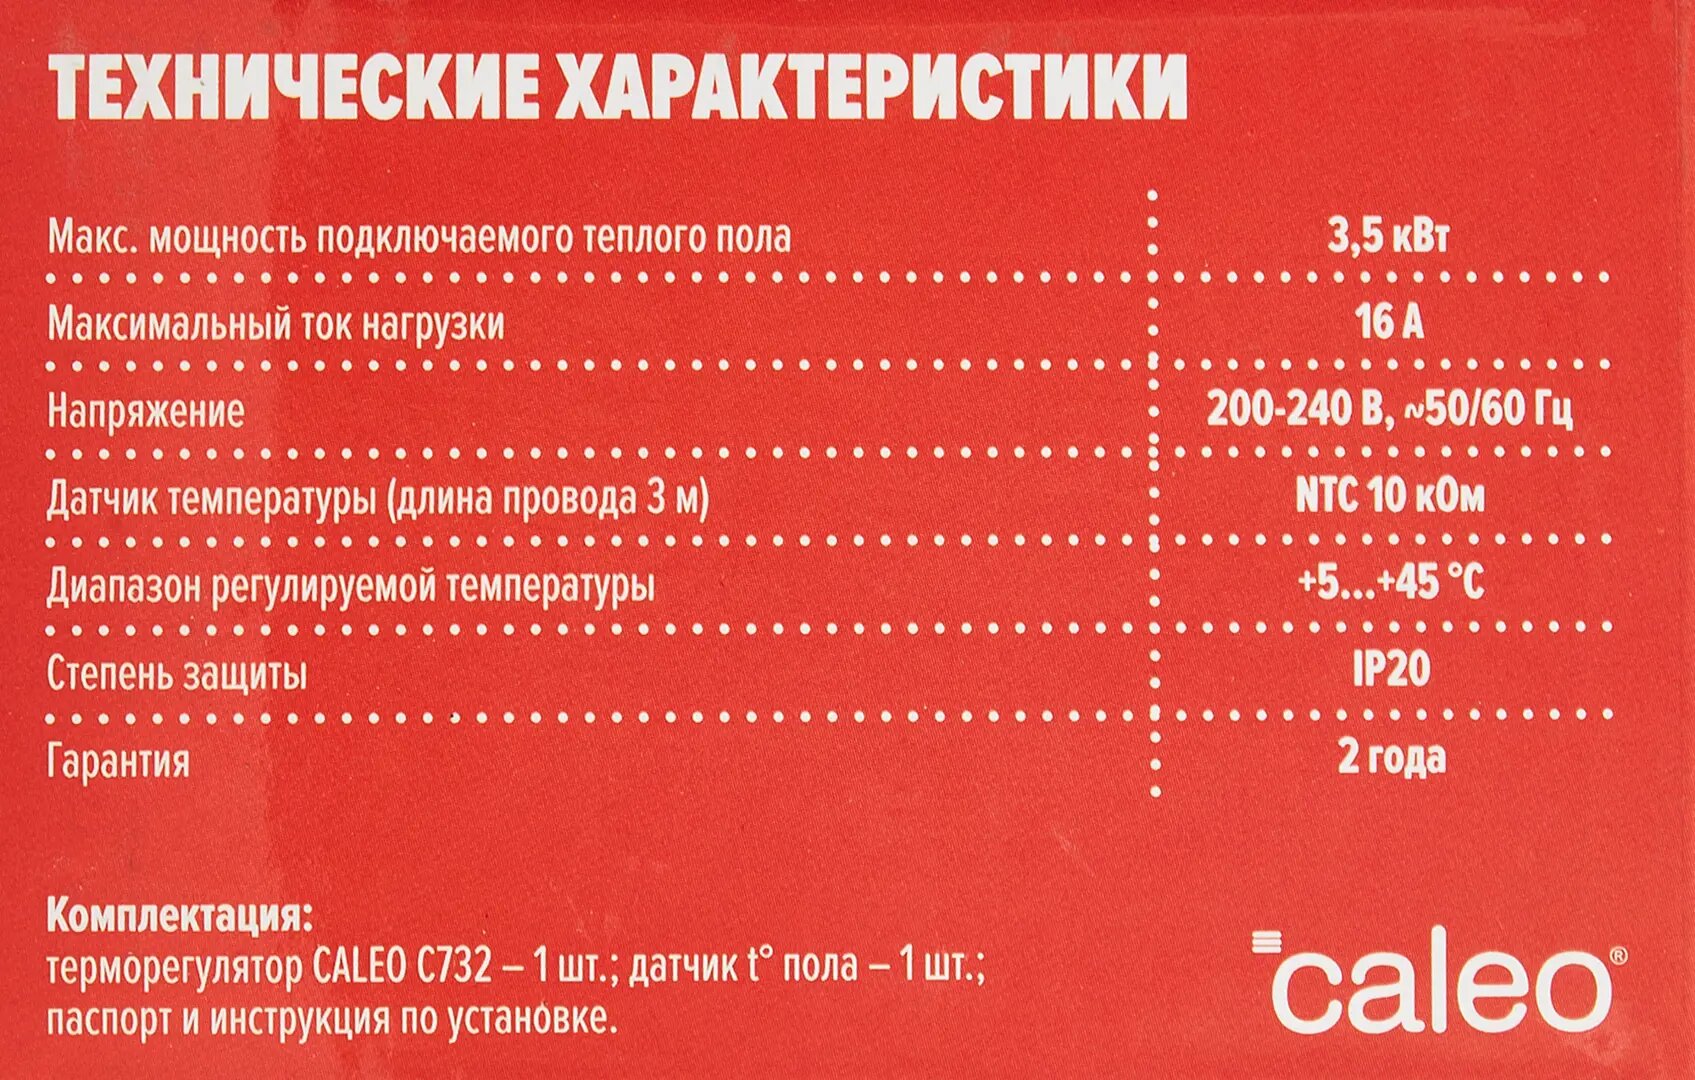 ТЕХНИЧЕСКИЕ ХАРАКТЕРИСТИКИ
Макс. мощность подключаемого теплого пола 3,5 кВт
Максимальный ток нагрузки 16 А
Напряжение 200-240 В, ~50/60 Гц
Датчик температуры (длина провода 3 м) NTC 10 кОм
Диапазон регулируемой температуры +5...+45 °C
Степень защиты IP20
Гарантия 2 года
Комплектация:
терморегулятор CALEO C732 – 1 шт.; датчик t° пола – 1 шт.;
паспорт и инструкция по установке.
caleo®